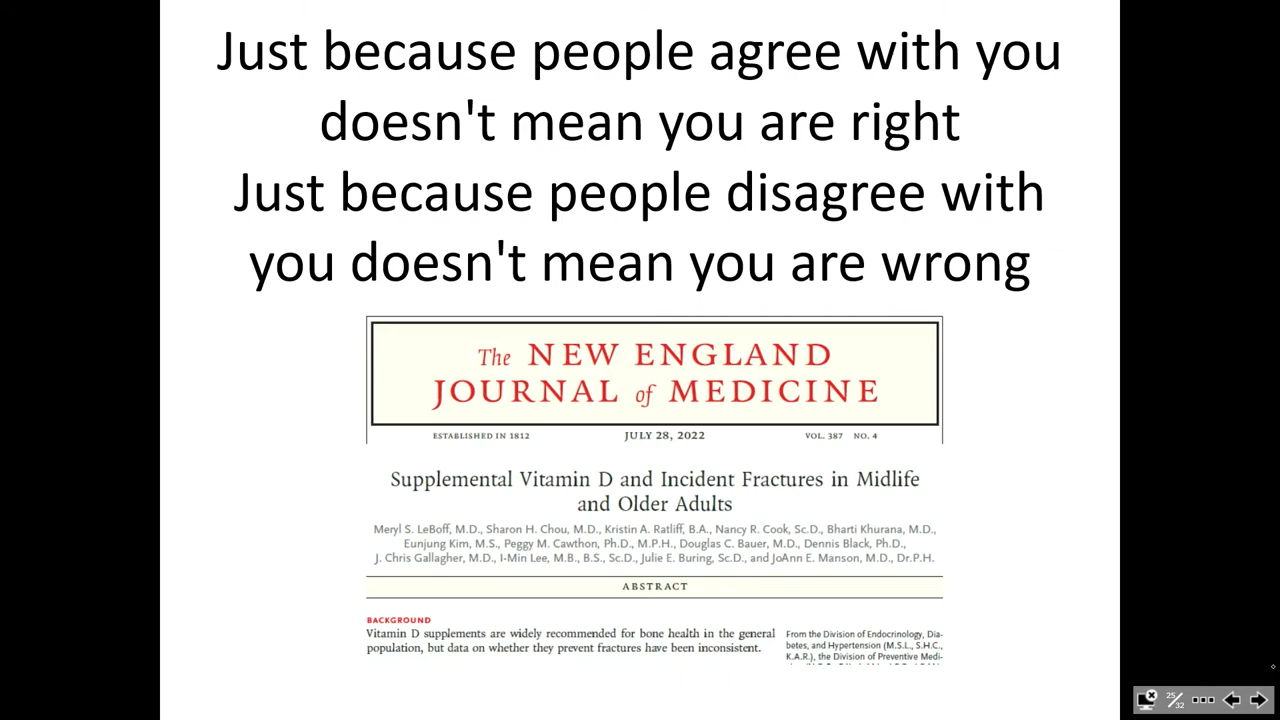 Just because people agree with you
doesn't mean you are right
Just because people disagree with
you doesn't mean you are wrong
The NEW ENGLAND
JOURNAL of MEDICINE
ESTABLISHED IN 1812 JULY 28, 2022 VOL. 387 NO. 4
Supplemental Vitamin D and Incident Fractures in Midlife
and Older Adults
Meryl S. LeBoff, M.D., Sharon H. Chou, M.D., Kristin A. Ratliff, B.A., Nancy R. Cook, Sc.D., Bharti Khurana, M.D.,
Eunjung Kim, M.S., Peggy M. Cawthon, Ph.D., M.P.H., Douglas C. Bauer, M.D., Dennis Black, Ph.D.,
J. Chris Gallagher, M.D., I-Min Lee, M.B., B.S., Sc.D., Julie E. Buring, Sc.D., and JoAnn E. Manson, M.D., Dr.P.H.
ABSTRACT
BACKGROUND
Vitamin D supplements are widely recommended for bone health in the general
population, but data on whether they prevent fractures have been inconsistent.
From the Division of Endocrinology, Dia-
betes, and Hypertension (M.S.L., S.H.C.,
K.A.R.), the Division of Preventive Medi-
25/32